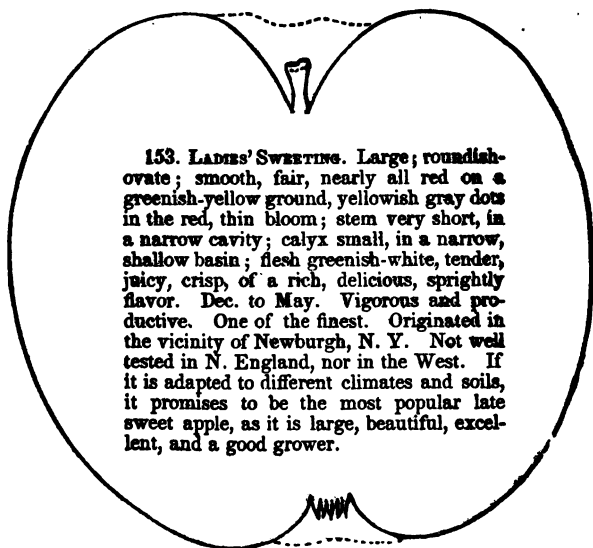 153. LADIES' SWEETING. Large; roundish-
ovate; smooth, fair, nearly all red on a
greenish-yellow ground, yellowish gray dots
in the red, thin bloom; stem very short, in
a narrow cavity; calyx small, in a narrow,
shallow basin; flesh greenish-white, tender,
juicy, crisp, of a rich, delicious, sprightly
flavor. Dec. to May. Vigorous and pro-
ductive. One of the finest. Originated in
the vicinity of Newburgh, N. Y. Not well
tested in N. England, nor in the West. If
it is adapted to different climates and soils,
it promises to be the most popular late
sweet apple, as it is large, beautiful, excel-
lent, and a good grower.